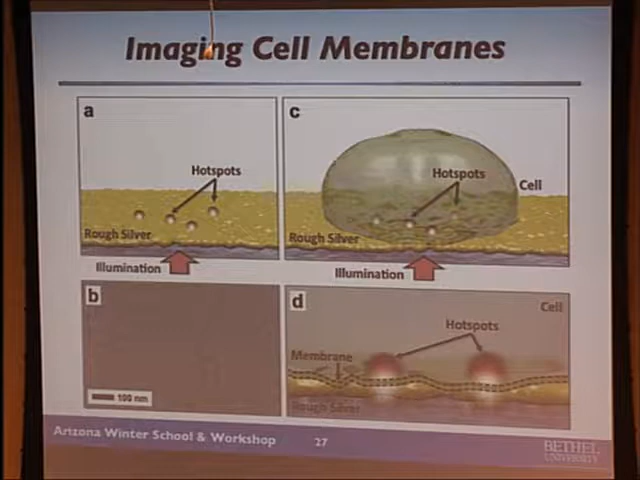 Imaging Cell Membranes
a
Hotspots
Rough Silver
Illumination
c
Hotspots
Cell
Rough Silver
Illumination
b
100 nm
d
Cell
Hotspots
Membrane
Rough Silver
Arizona Winter School & Workshop
27
BETHEL
UNIVERSITY